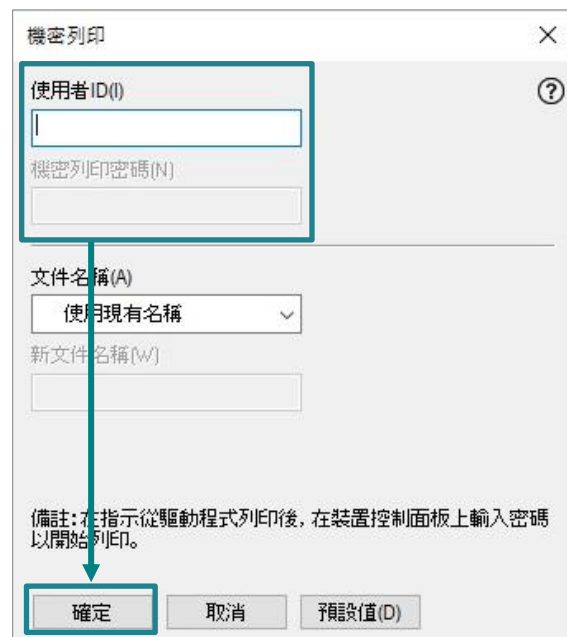 機密列印
使用者ID(I)
機密列印密碼(N)
文件名稱(A)
使用現有名稱
新文件名稱(W)
備註:在指示從驅動程式列印後, 在裝置控制面板上輸入密碼
以開始列印。
確定 取消 預設值(D)